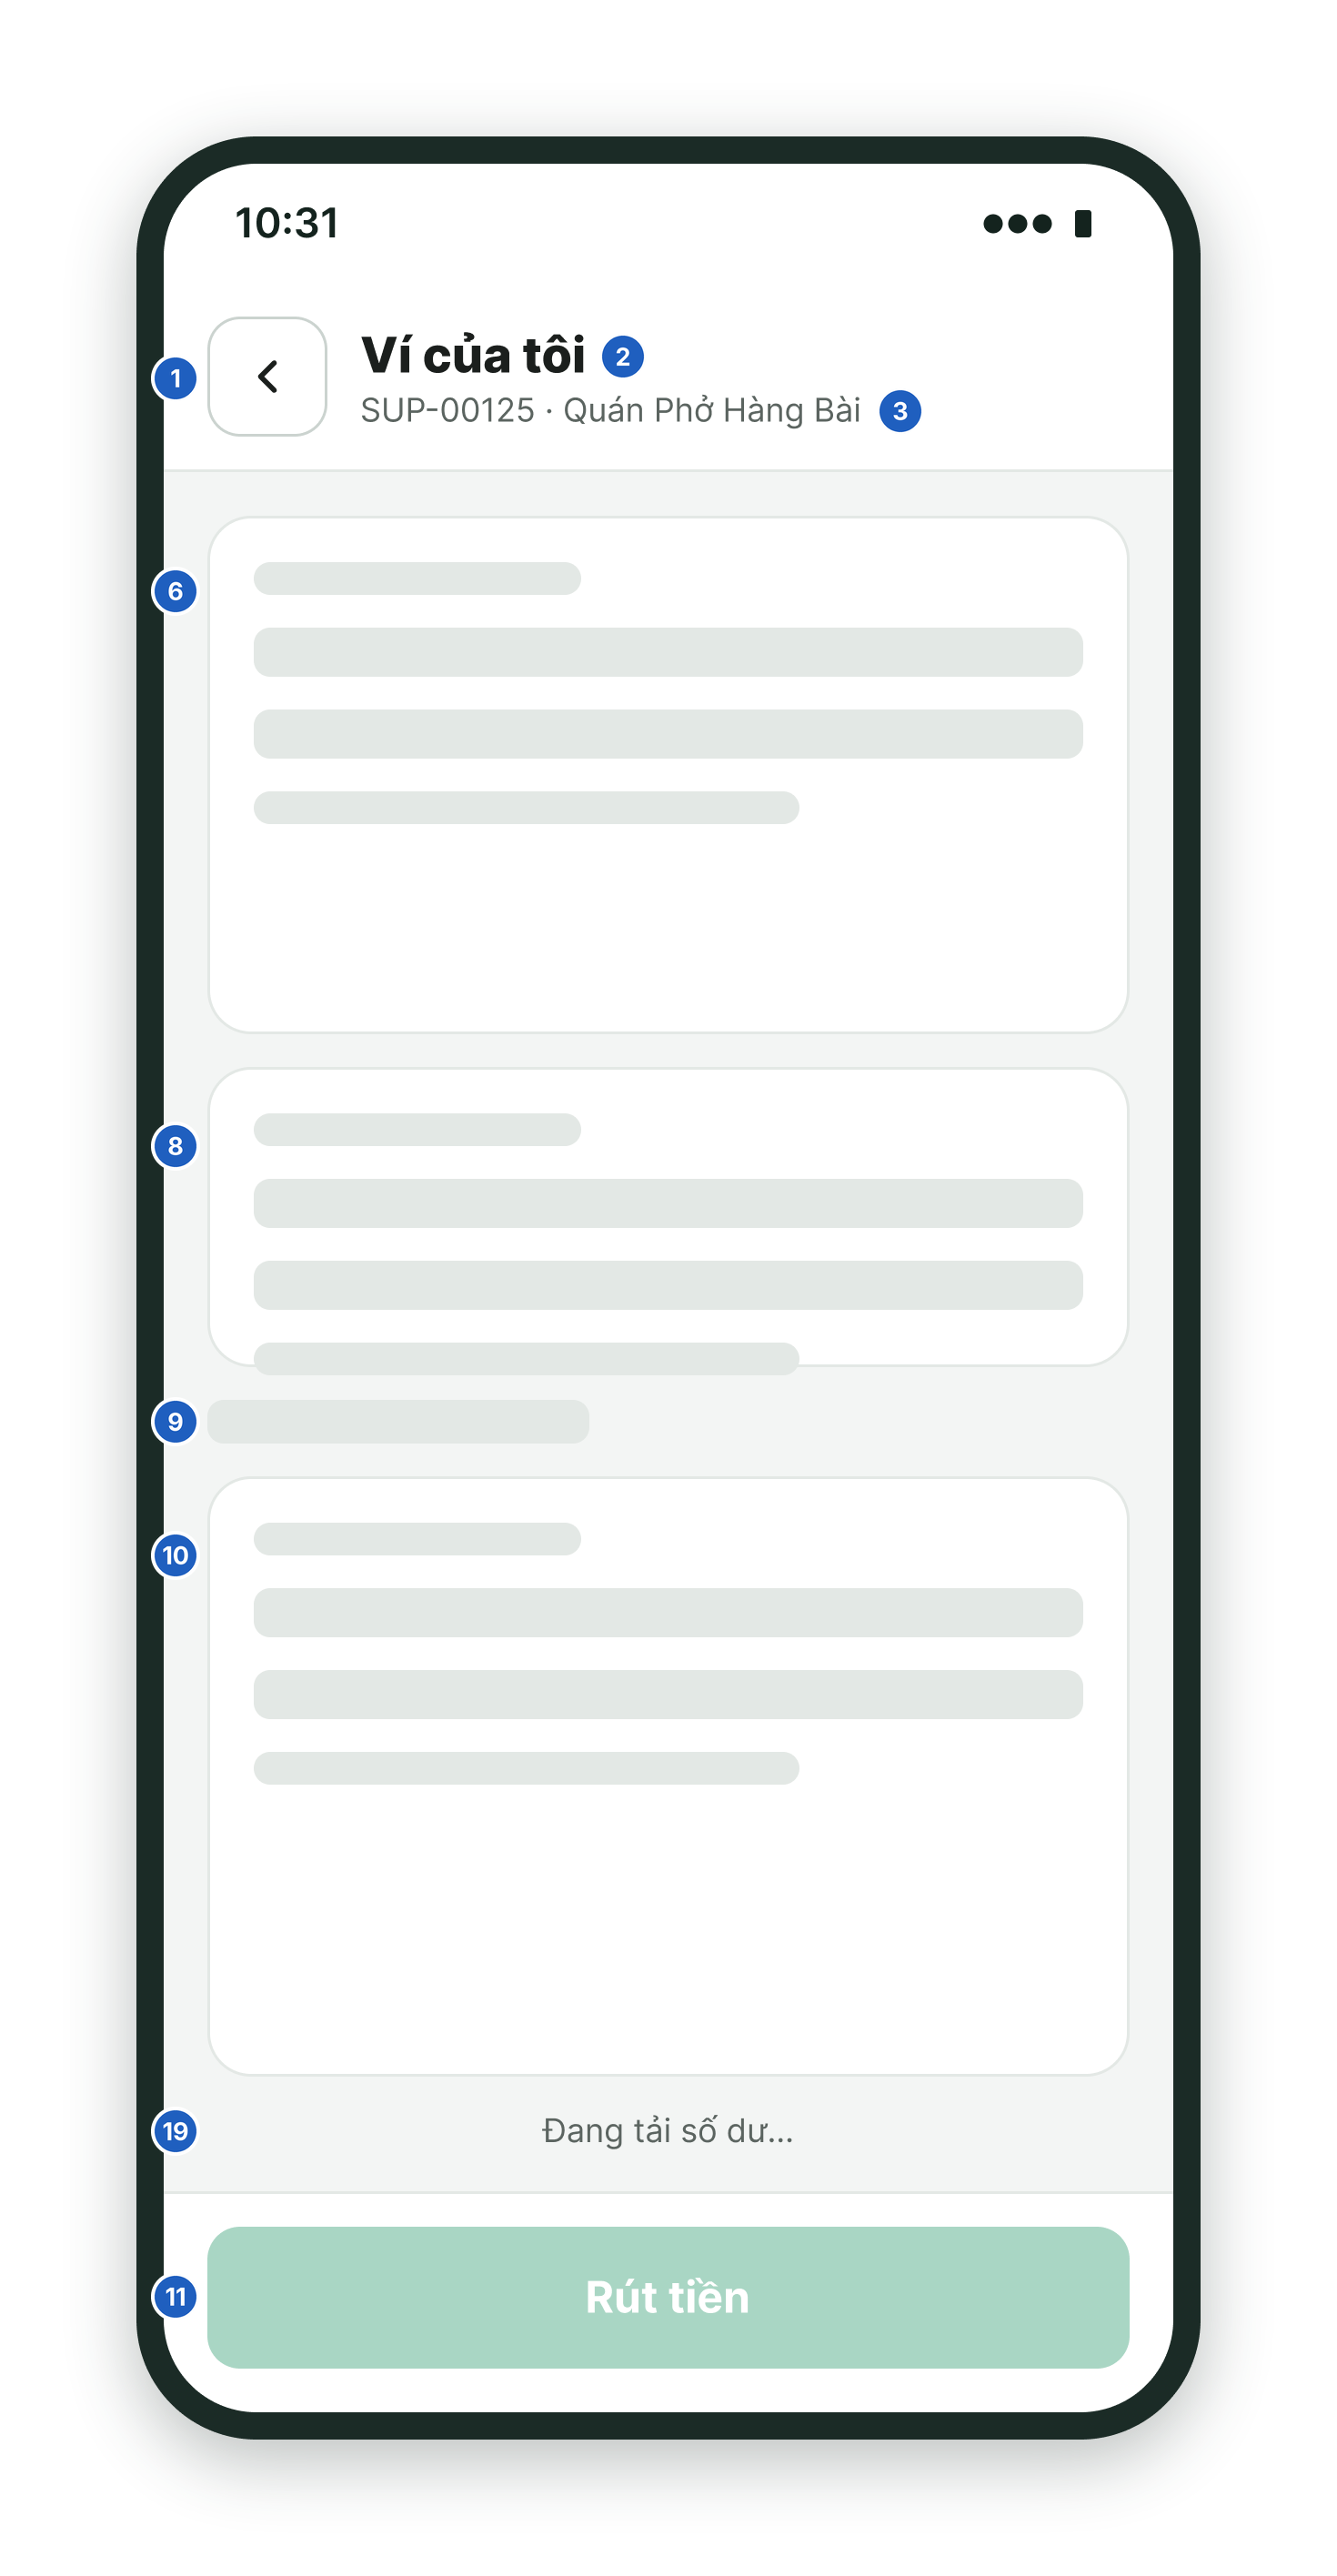 10:31
1
Ví của tôi 2
SUP-00125 · Quán Phở Hàng Bài 3
6
8
9
10
19 Đang tải số dư...
11 Rút tiền